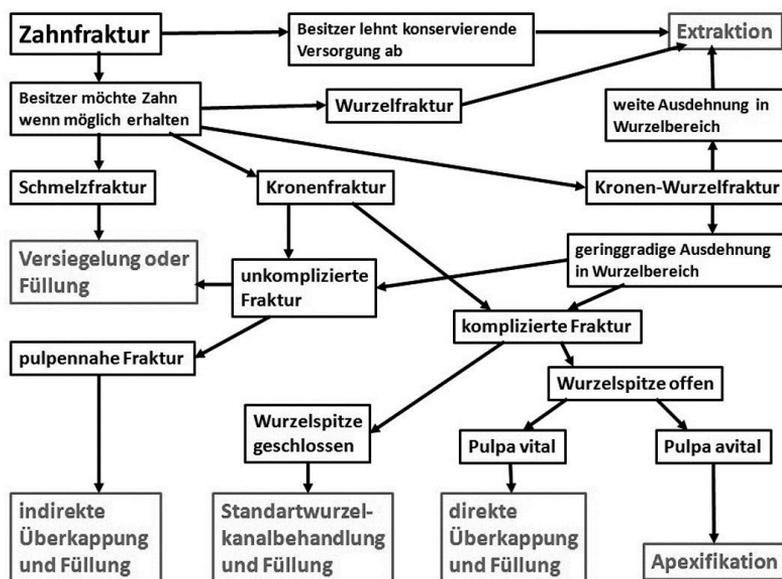 Zahnfraktur
Besitzer lehnt konservierende
Versorgung ab
Extraktion
Besitzer möchte Zahn
wenn möglich erhalten
Wurzelfraktur
weite Ausdehnung in
Wurzelbereich
Schmelzfraktur
Kronenfraktur
Kronen-Wurzelfraktur
Versiegelung oder
Füllung
unkomplizierte
Fraktur
geringgradige Ausdehnung
in Wurzelbereich
komplizierte Fraktur
pulpennahe Fraktur
Wurzelspitze offen
Wurzelspitze
geschlossen
Pulpa vital
Pulpa avital
indirekte
Überkappung
und Füllung
Standartwurzel-
kanalbehandlung
und Füllung
direkte
Überkappung
und Füllung
Apexifikation